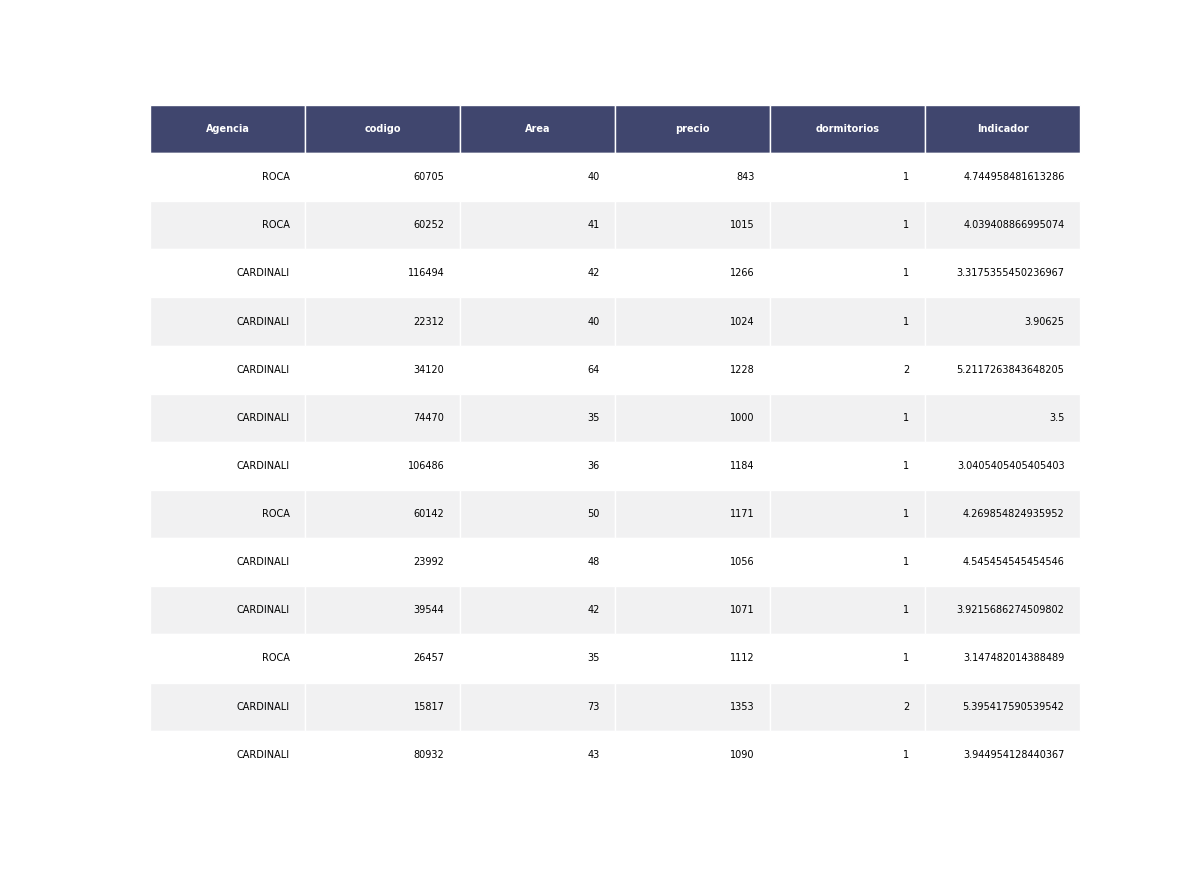 Agencia codigo Area precio dormitorios Indicador
ROCA 60705 40 843 1 4.744958481613286
ROCA 60252 41 1015 1 4.039408866995074
CARDINALI 116494 42 1266 1 3.3175355450236967
CARDINALI 22312 40 1024 1 3.90625
CARDINALI 34120 64 1228 2 5.2117263843648205
CARDINALI 74470 35 1000 1 3.5
CARDINALI 106486 36 1184 1 3.0405405405405403
ROCA 60142 50 1171 1 4.269854824935952
CARDINALI 23992 48 1056 1 4.545454545454546
CARDINALI 39544 42 1071 1 3.9215686274509802
ROCA 26457 35 1112 1 3.147482014388489
CARDINALI 15817 73 1353 2 5.395417590539542
CARDINALI 80932 43 1090 1 3.944954128440367